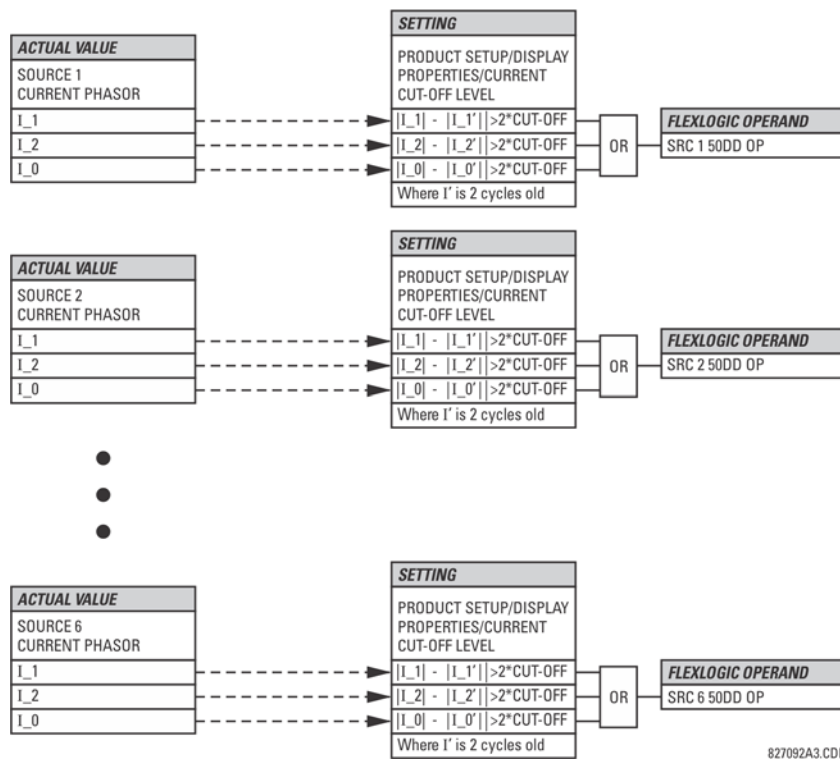 ACTUAL VALUE
SOURCE 1
CURRENT PHASOR
I_1
I_2
I_0
SETTING
PRODUCT SETUP/DISPLAY
PROPERTIES/CURRENT
CUT-OFF LEVEL
||I_1| - |I_1'||>2*CUT-OFF
||I_2| - |I_2'||>2*CUT-OFF
||I_0| - |I_0'||>2*CUT-OFF
Where I' is 2 cycles old
OR
FLEXLOGIC OPERAND
SRC 1 50DD OP
ACTUAL VALUE
SOURCE 2
CURRENT PHASOR
I_1
I_2
I_0
SETTING
PRODUCT SETUP/DISPLAY
PROPERTIES/CURRENT
CUT-OFF LEVEL
||I_1| - |I_1'||>2*CUT-OFF
||I_2| - |I_2'||>2*CUT-OFF
||I_0| - |I_0'||>2*CUT-OFF
Where I' is 2 cycles old
OR
FLEXLOGIC OPERAND
SRC 2 50DD OP
ACTUAL VALUE
SOURCE 6
CURRENT PHASOR
I_1
I_2
I_0
SETTING
PRODUCT SETUP/DISPLAY
PROPERTIES/CURRENT
CUT-OFF LEVEL
||I_1| - |I_1'||>2*CUT-OFF
||I_2| - |I_2'||>2*CUT-OFF
||I_0| - |I_0'||>2*CUT-OFF
Where I' is 2 cycles old
OR
FLEXLOGIC OPERAND
SRC 6 50DD OP
827092A3.CD